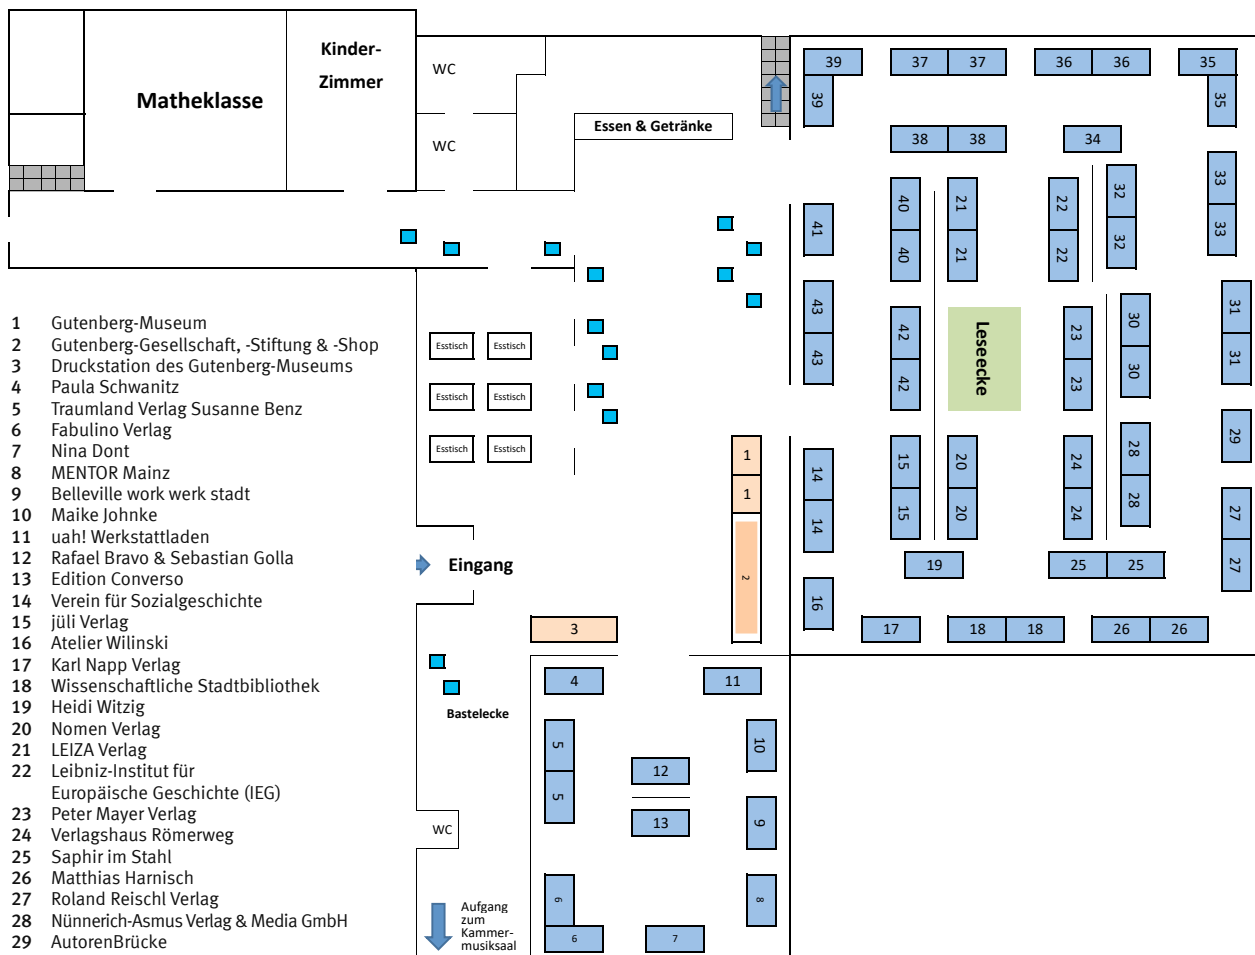 Matheklasse
Kinder-
Zimmer
WC
WC
Essen & Getränke
39
37
37
36
36
35
39
35
38
38
34
33
33
32
32
40
40
21
21
22
22
41
43
43
42
42
Leseecke
23
23
30
30
31
31
29
Esstisch
Esstisch
Esstisch
Esstisch
Esstisch
Esstisch
1
1
2
14
14
15
15
20
20
24
24
28
28
27
27
Eingang
19
25
25
16
17
18
18
26
26
3
4
11
Bastelecke
5
5
10
12
13
9
WC
6
6
7
8
Aufgang
zum
Kammer-
musiksaal
1 Gutenberg-Museum
2 Gutenberg-Gesellschaft, -Stiftung & -Shop
3 Druckstation des Gutenberg-Museums
4 Paula Schwanitz
5 Traumland Verlag Susanne Benz
6 Fabulino Verlag
7 Nina Dont
8 MENTOR Mainz
9 Belleville work werk stadt
10 Maike Johnke
11 uah! Werkstattladen
12 Rafael Bravo & Sebastian Golla
13 Edition Converso
14 Verein für Sozialgeschichte
15 jüli Verlag
16 Atelier Wilinski
17 Karl Napp Verlag
18 Wissenschaftliche Stadtbibliothek
19 Heidi Witzig
20 Nomen Verlag
21 LEIZA Verlag
22 Leibniz-Institut für
Europäische Geschichte (IEG)
23 Peter Mayer Verlag
24 Verlagshaus Römerweg
25 Saphir im Stahl
26 Matthias Harnisch
27 Roland Reischl Verlag
28 Nünnerich-Asmus Verlag & Media GmbH
29 AutorenBrücke